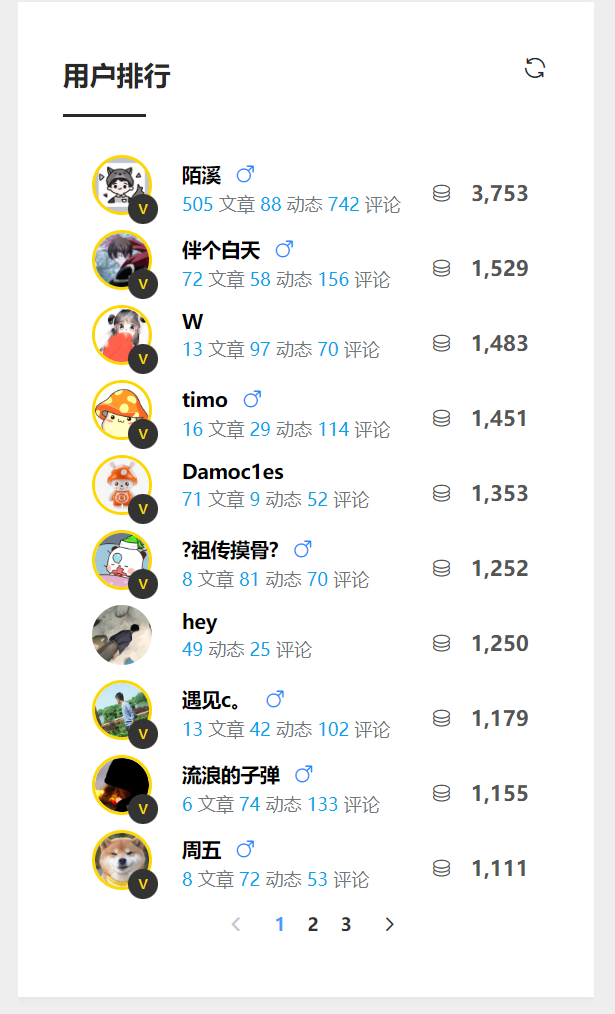 用户排行
陌溪
V
505 文章 88 动态 742 评论
3,753
伴个白天
V
72 文章 58 动态 156 评论
1,529
W
V
13 文章 97 动态 70 评论
1,483
timo
V
16 文章 29 动态 114 评论
1,451
Damoc1es
V
71 文章 9 动态 52 评论
1,353
?祖传摸骨?
V
8 文章 81 动态 70 评论
1,252
hey
49 动态 25 评论
1,250
遇见c。
V
13 文章 42 动态 102 评论
1,179
流浪的子弹
V
6 文章 74 动态 133 评论
1,155
周五
V
8 文章 72 动态 53 评论
1,111
1 2 3